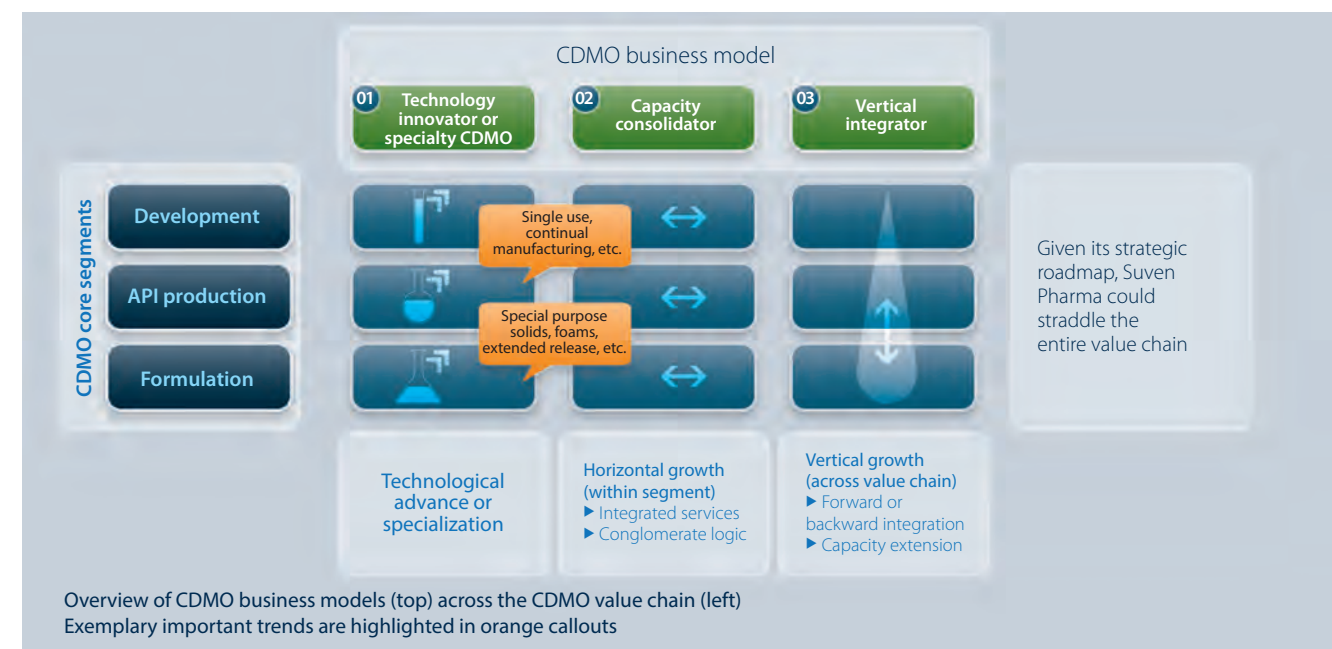 CDMO business model
01
Technology
innovator or
specialty CDMO
02
Capacity
consolidator
03
Vertical
integrator
CDMO core segments
Development
API production
Formulation
Single use,
continual
manufacturing, etc.
Special purpose
solids, foams,
extended release, etc.
Given its strategic
roadmap, Suven
Pharma could
straddle the
entire value chain
Technological
advance or
specialization
Horizontal growth
(within segment)
▶ Integrated services
▶ Conglomerate logic
Vertical growth
(across value chain)
▶ Forward or
backward integration
▶ Capacity extension
Overview of CDMO business models (top) across the CDMO value chain (left)
Exemplary important trends are highlighted in orange callouts